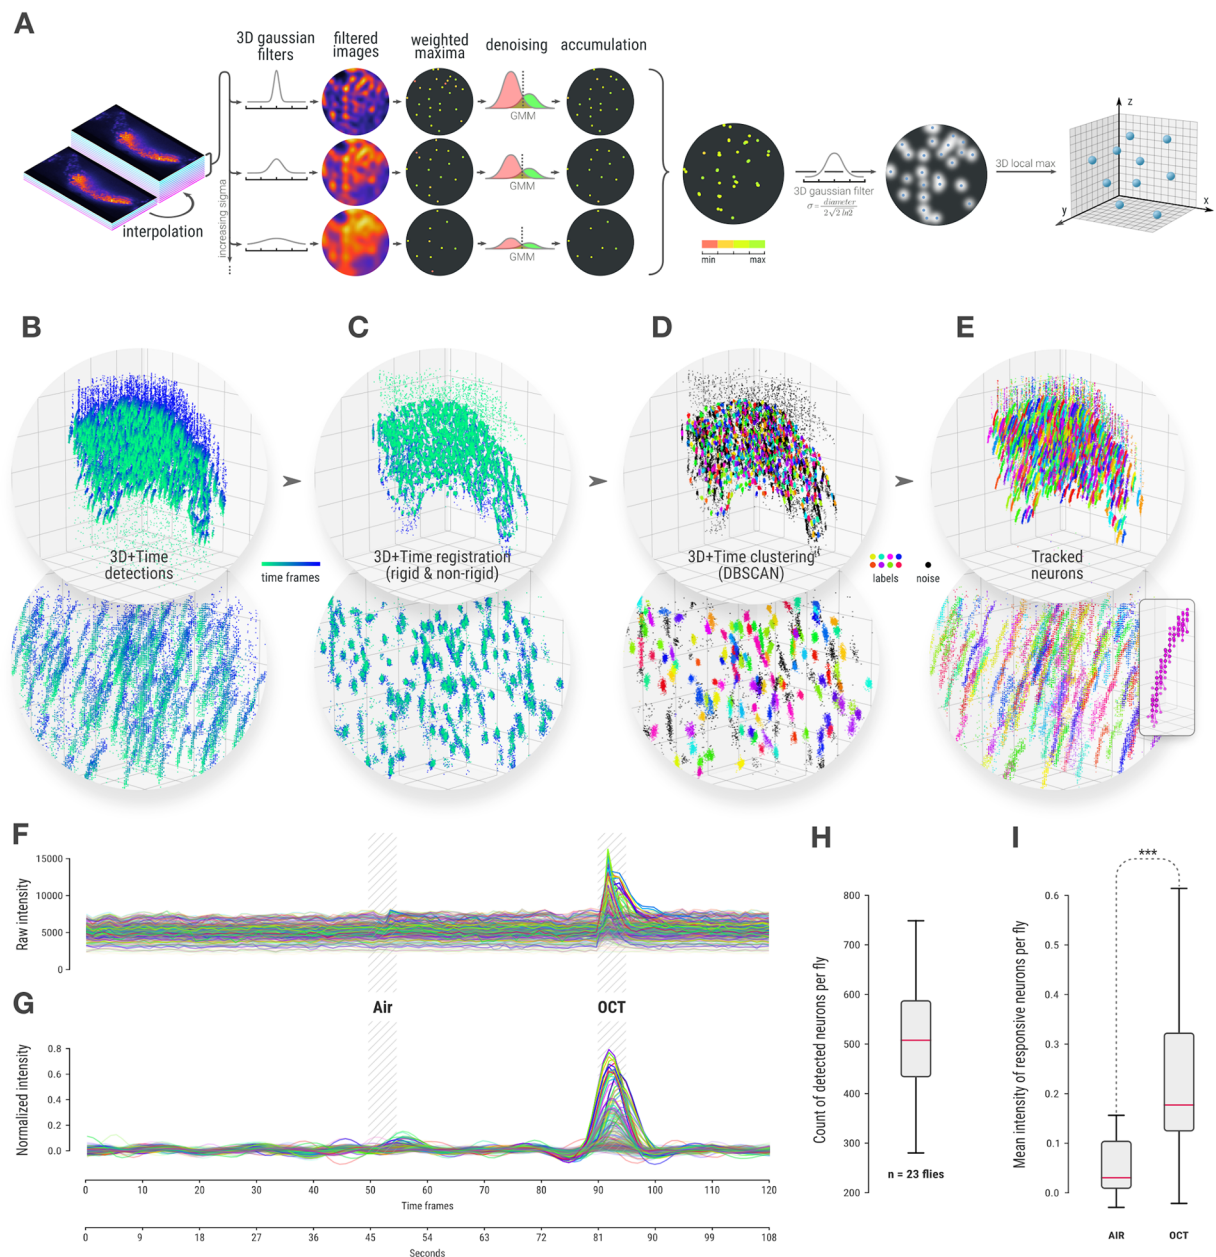 A
3D gaussian
filters
filtered
images
weighted
maxima
denoising
accumulation
GMM
GMM
GMM
interpolation
increasing sigma
...
min
max
3D gaussian filter
σ = diameter
2√2 ln2
3D local max
z
x
y
B
C
D
E
3D+Time
detections
time frames
3D+Time registration
(rigid & non-rigid)
3D+Time clustering
(DBSCAN)
labels
noise
Tracked
neurons
F
Raw intensity
15000
10000
5000
0
Air
OCT
G
Normalized intensity
0.8
0.6
0.4
0.2
0.0
0 10 20 30 40 50 60 70 80 90 100 110 120
Time frames
0 9 18 27 36 45 54 63 72 81 90 99 108
Seconds
H
Count of detected neurons per fly
800
700
600
500
400
300
200
n = 23 flies
I
***
Mean intensity of responsive neurons per fly
0.6
0.5
0.4
0.3
0.2
0.1
0.0
AIR
OCT